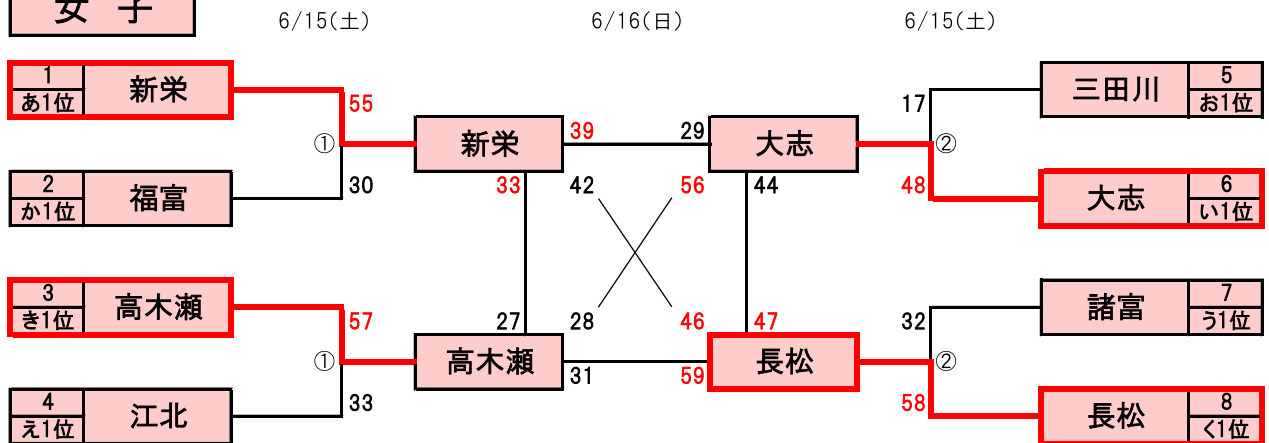 女 子
6/15(土) 6/16(日) 6/15(土)
1 新栄 あ1位
55
三田川 5 お1位
17
① 新栄 39 29 大志 ②
2 福富 か1位
30
33 42 56 44
48
大志 6 い1位
3 高木瀬 き1位
57
27 28 46 47
諸富 7 う1位
32
① 高木瀬 31 59 長松 ②
4 江北 え1位
33
58
長松 8 く1位